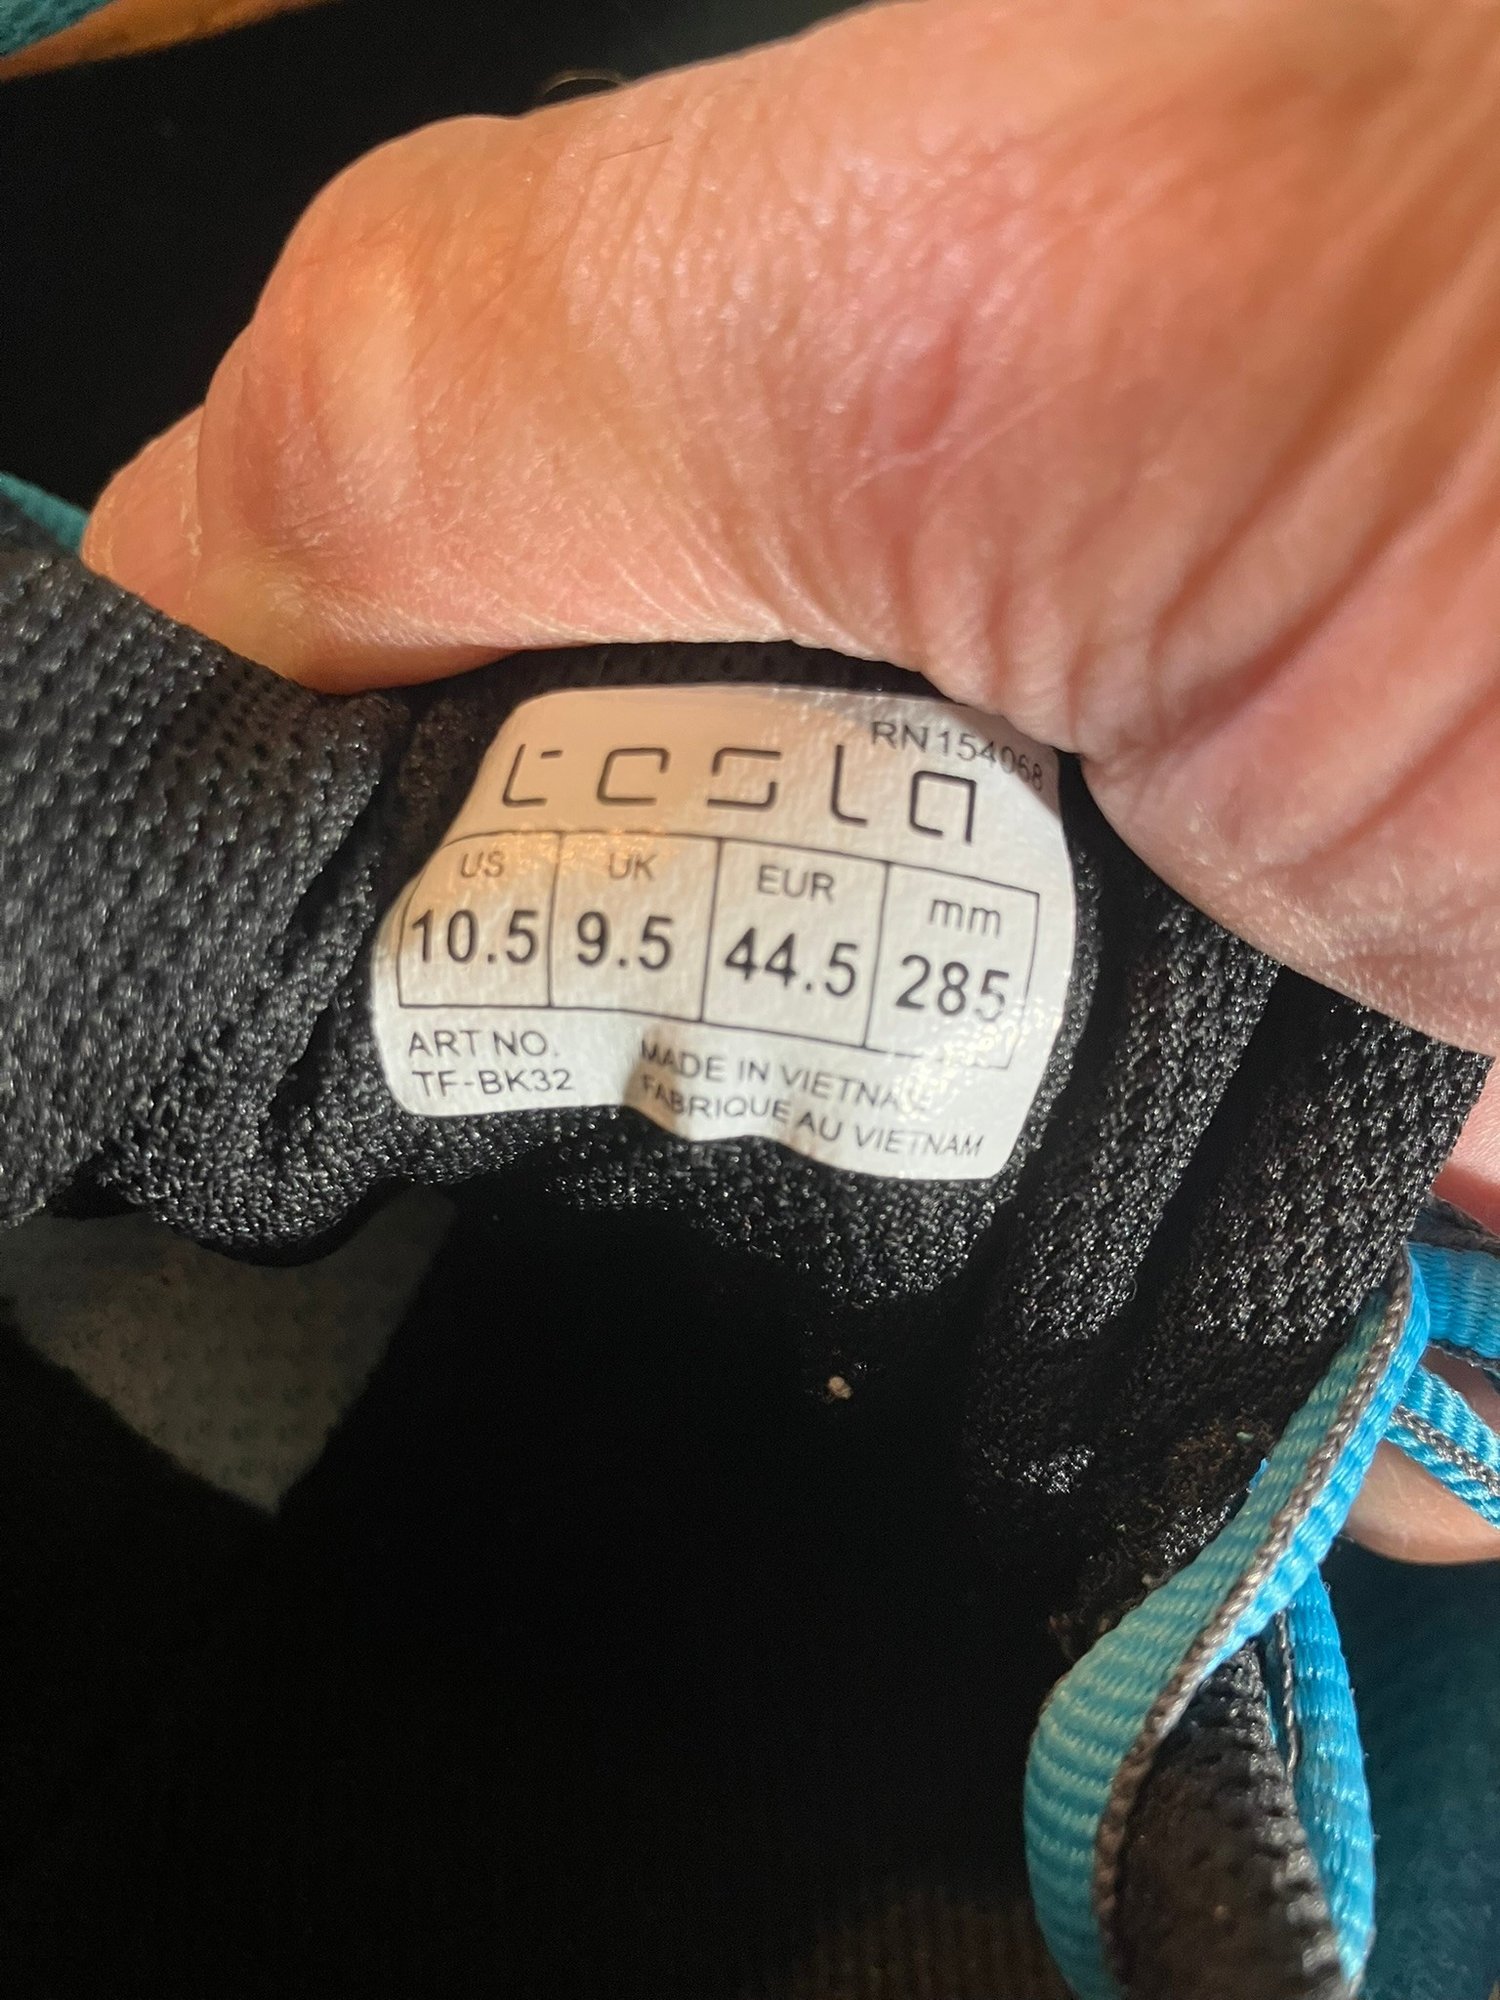 RN154068
tesla
US UK EUR mm
10.5 9.5 44.5 285
ART NO.
TF-BK32
MADE IN VIETNAM
FABRIQUE AU VIETNAM